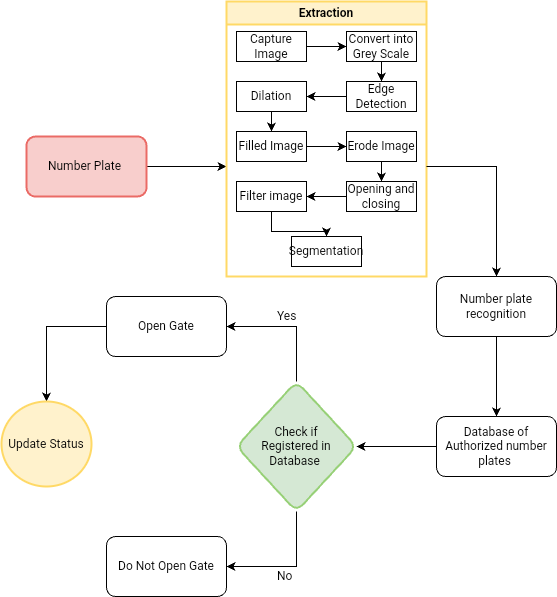 Extraction
Capture
Image
Convert into
Grey Scale
Dilation
Edge
Detection
Filled Image
Erode Image
Number Plate
Filter image
Opening and
closing
Segmentation
Number plate
recognition
Open Gate
Yes
Update Status
Check if
Registered in
Database
Database of
Authorized number
plates
Do Not Open Gate
No